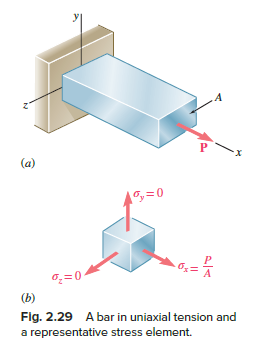 y
A
z
P
x
(a)
σy = 0
σx = P/A
σz = 0
(b)
Fig. 2.29 A bar in uniaxial tension and
a representative stress element.